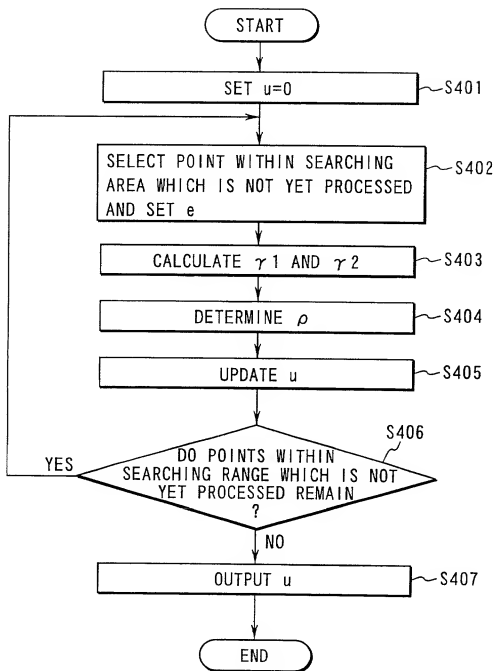 START
SET u=0
S401
SELECT POINT WITHIN SEARCHING
AREA WHICH IS NOT YET PROCESSED
AND SET e
S402
CALCULATE γ1 AND γ2
S403
DETERMINE ρ
S404
UPDATE u
S405
S406
DO POINTS WITHIN
SEARCHING RANGE WHICH IS NOT
YET PROCESSED REMAIN
?
YES
NO
OUTPUT u
S407
END